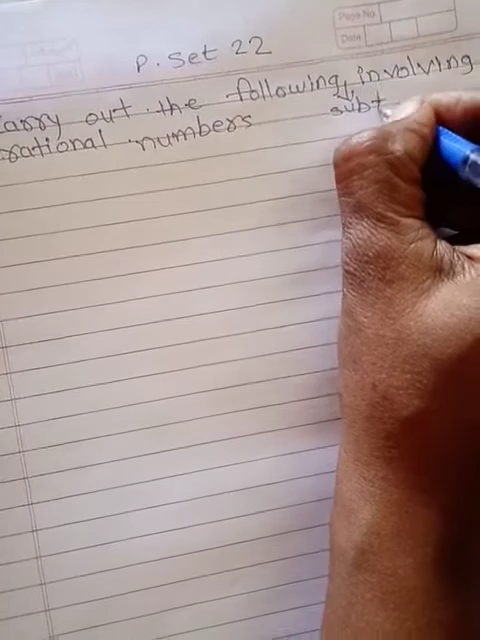 Page No.
Date
P. Set 22
carry out the following involving
subt
rational numbers